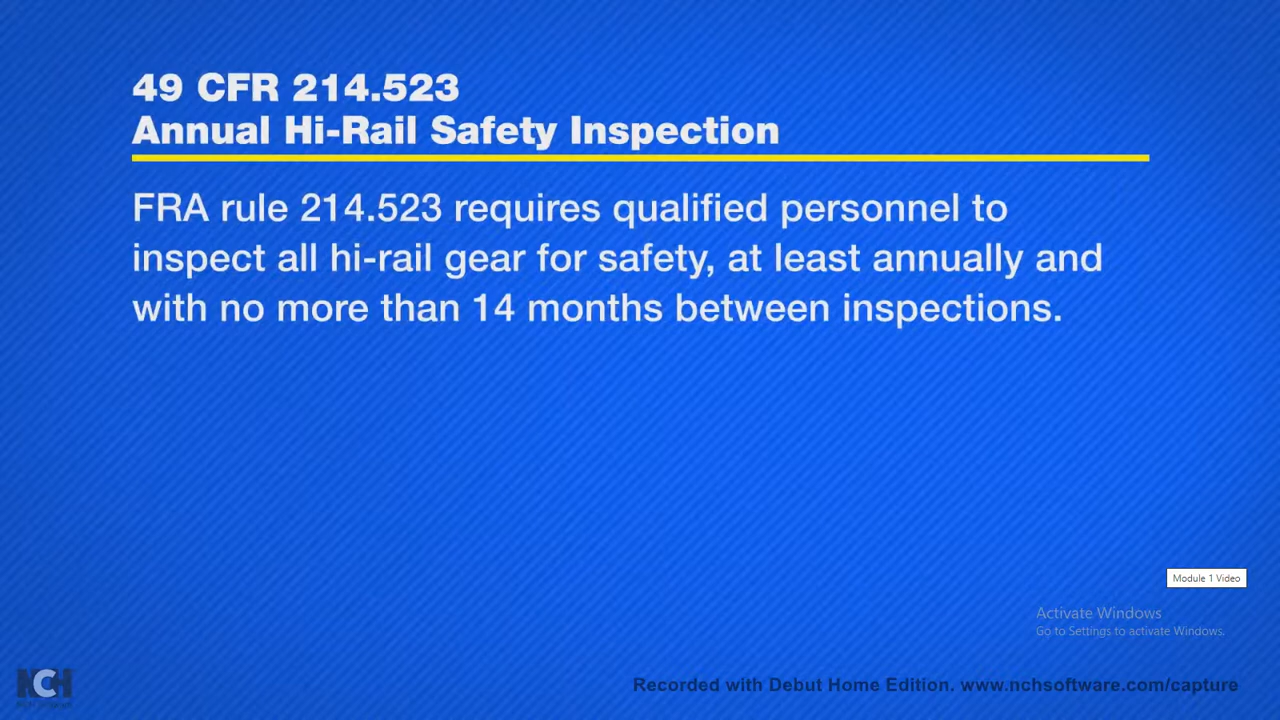 49 CFR 214.523
Annual Hi-Rail Safety Inspection
FRA rule 214.523 requires qualified personnel to
inspect all hi-rail gear for safety, at least annually and
with no more than 14 months between inspections.
Module 1 Video
Activate Windows
Go to Settings to activate Windows.
NCH
Recorded with Debut Home Edition. www.nchsoftware.com/capture